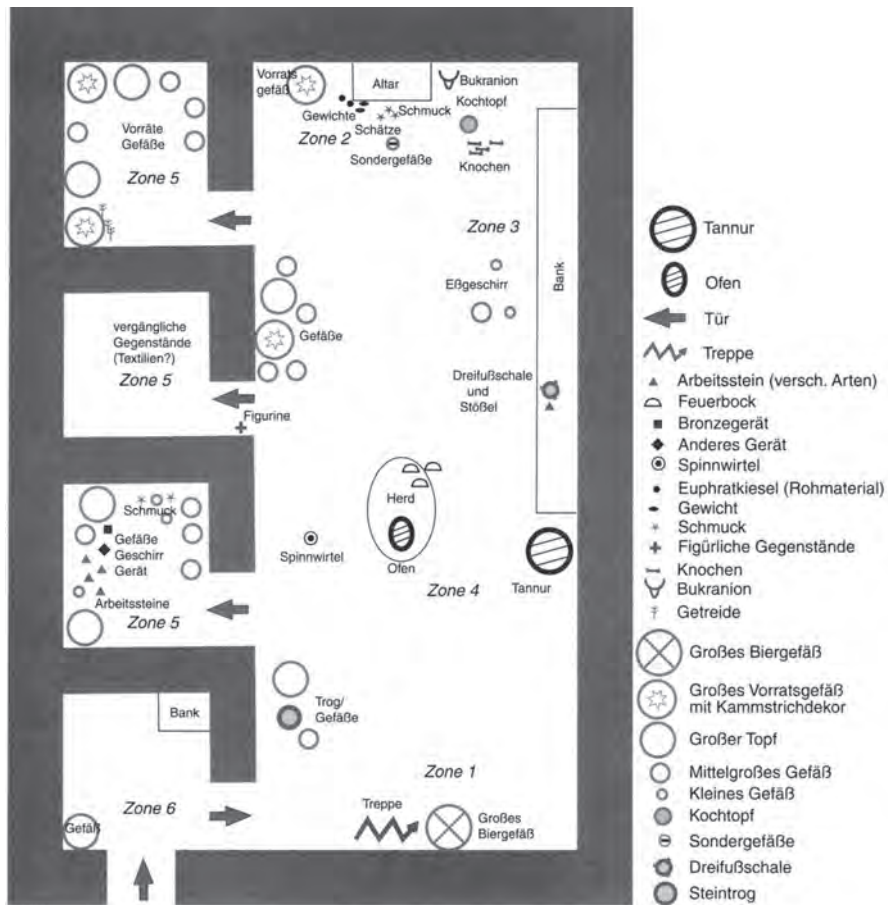 Vorrats
gefäß
Altar
Bukranion
Kochtopf
Gewichte
Schmuck
Schätze
Zone 2
Sondergefäße
Knochen
Vorräte
Gefäße
Zone 5
Zone 3
Eßgeschirr
Bank
vergängliche
Gegenstände
(Textilien?)
Zone 5
Gefäße
Dreifußschale
und
Stößel
Figurine
Schmuck
Gefäße
Geschirr
Gerät
Arbeitssteine
Zone 5
Herd
Spinnwirtel
Ofen
Zone 4
Tannur
Bank
Trog/
Gefäße
Zone 1
Zone 6
Treppe
Gefäß
Großes
Biergefäß
Tannur
Ofen
Tür
Treppe
Arbeitsstein (versch. Arten)
Feuerbock
Bronzegerät
Anderes Gerät
Spinnwirtel
Euphratkiesel (Rohmaterial)
Gewicht
Schmuck
Figürliche Gegenstände
Knochen
Bukranion
Getreide
Großes Biergefäß
Großes Vorratsgefäß
mit Kammstrichdekor
Großer Topf
Mittelgroßes Gefäß
Kleines Gefäß
Kochtopf
Sondergefäße
Dreifußschale
Steintrog